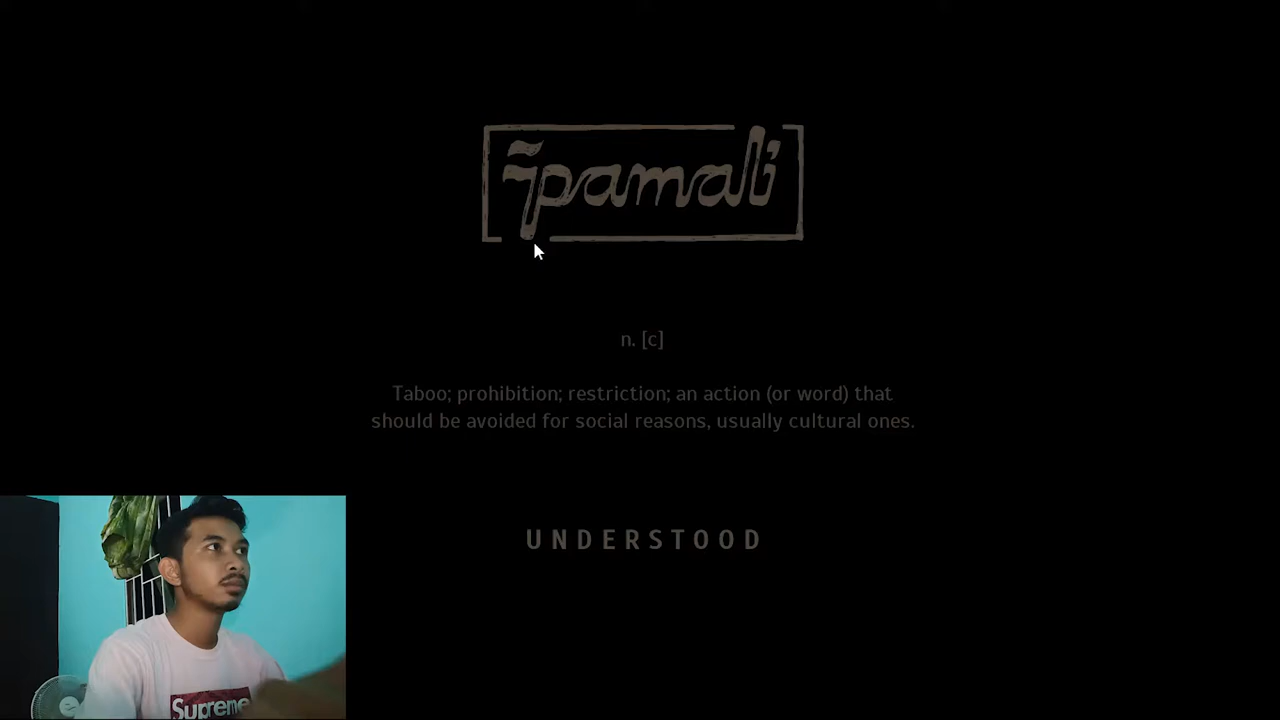 pamali
n. [c]
Taboo; prohibition; restriction; an action (or word) that
should be avoided for social reasons, usually cultural ones.
UNDERSTOOD
Supreme